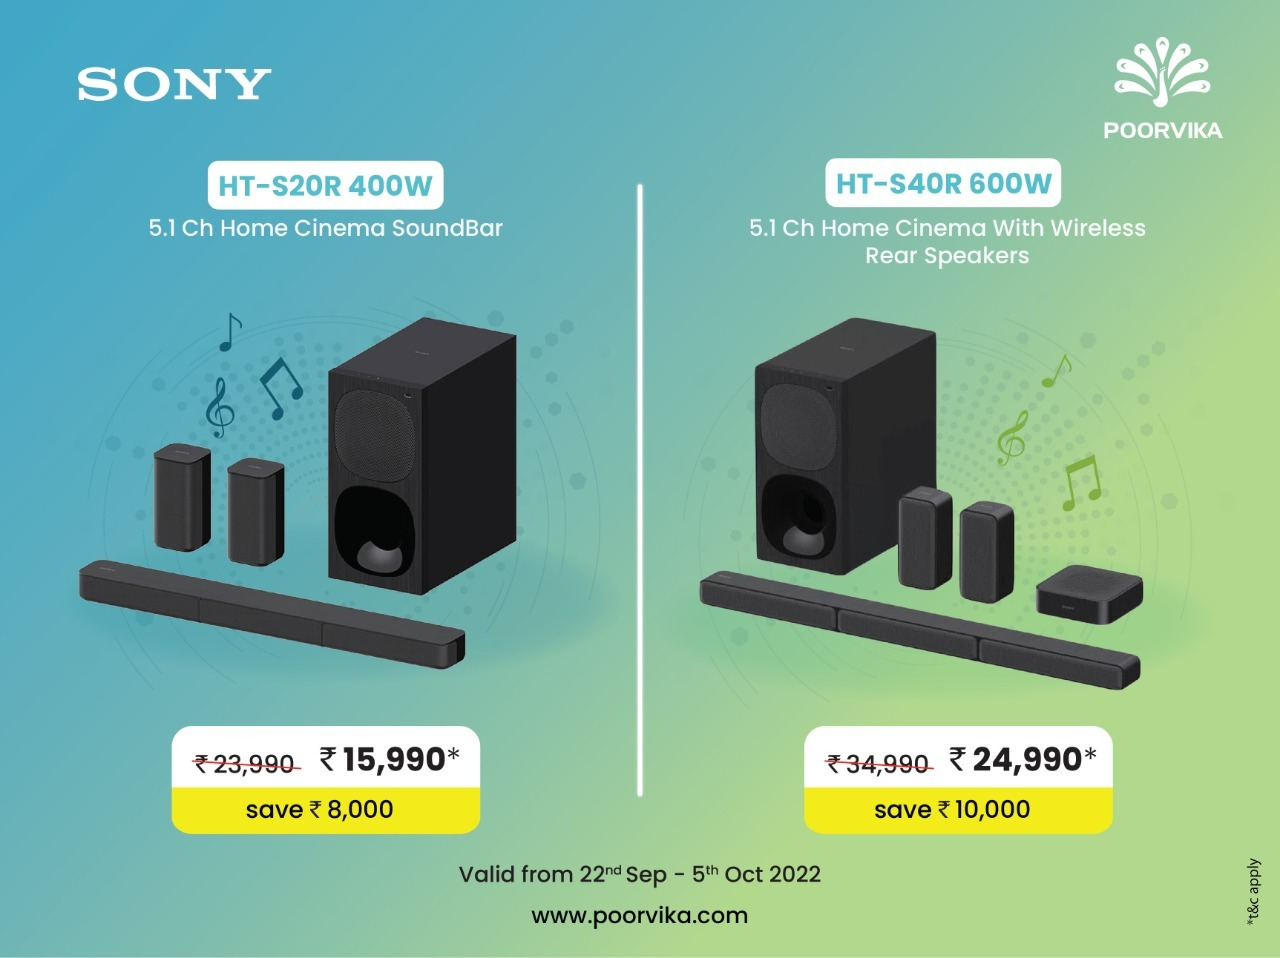 SONY
POORVIKA
HT-S20R 400W
5.1 Ch Home Cinema SoundBar
HT-S40R 600W
5.1 Ch Home Cinema With Wireless
Rear Speakers
₹ 23,990 ₹ 15,990*
save ₹ 8,000
₹ 34,990 ₹ 24,990*
save ₹ 10,000
Valid from 22nd Sep - 5th Oct 2022
www.poorvika.com
*t&c apply